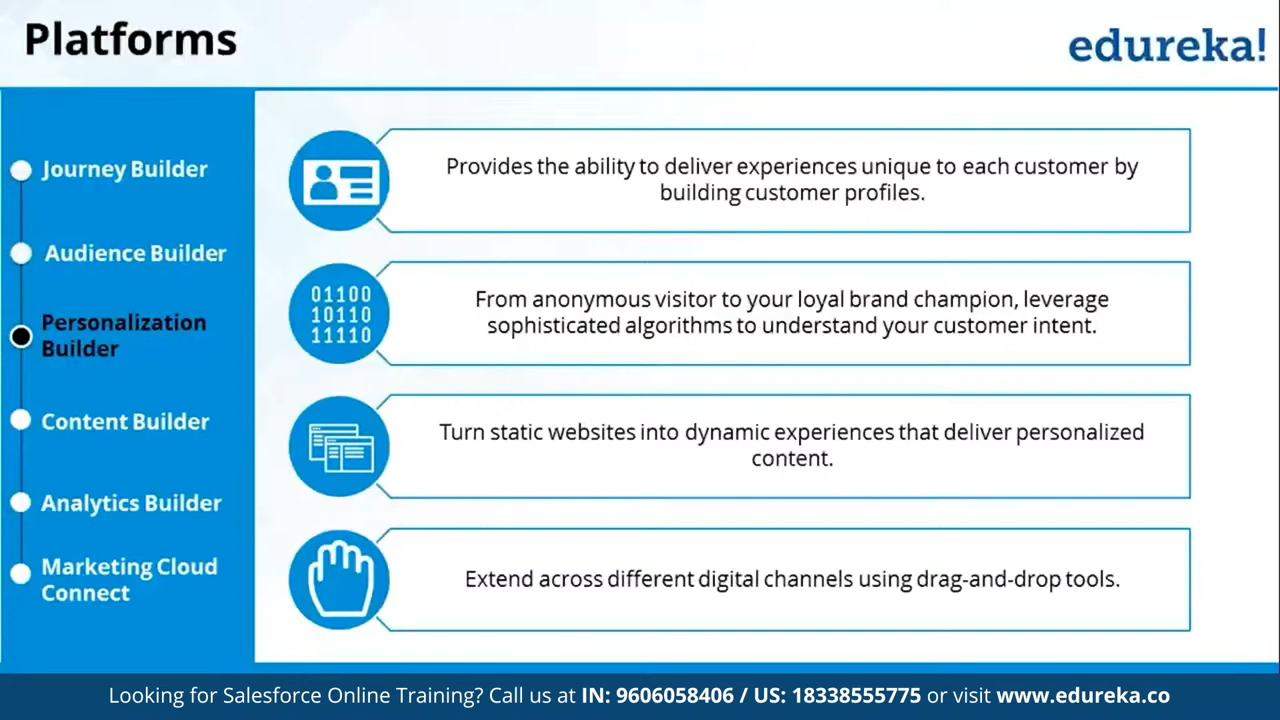 Platforms
edureka!
Journey Builder
Audience Builder
Personalization
Builder
Content Builder
Analytics Builder
Marketing Cloud
Connect
Provides the ability to deliver experiences unique to each customer by
building customer profiles.
01100
10110
11110
From anonymous visitor to your loyal brand champion, leverage
sophisticated algorithms to understand your customer intent.
Turn static websites into dynamic experiences that deliver personalized
content.
Extend across different digital channels using drag-and-drop tools.
Looking for Salesforce Online Training? Call us at IN: 9606058406 / US: 18338555775 or visit www.edureka.co